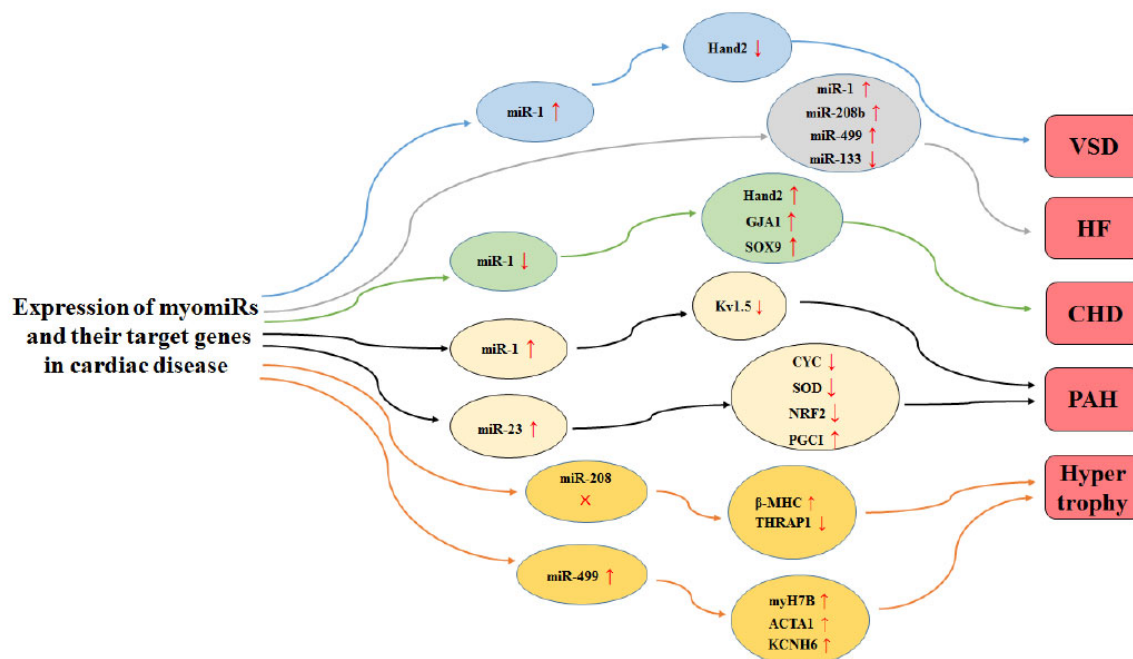 Expression of myomiRs
and their target genes
in cardiac disease
miR-1 ↑
Hand2 ↓
VSD
miR-1 ↑
miR-208b ↑
miR-499 ↑
miR-133 ↓
HF
miR-1 ↓
Hand2 ↑
GJA1 ↑
SOX9 ↑
CHD
miR-1 ↑
Kv1.5 ↓
miR-23 ↑
CYC ↓
SOD ↓
NRF2 ↓
PGCI ↑
PAH
miR-208
×
β-MHC ↑
THRAP1 ↓
miR-499 ↑
myH7B ↑
ACTA1 ↑
KCNH6 ↑
Hyper
trophy